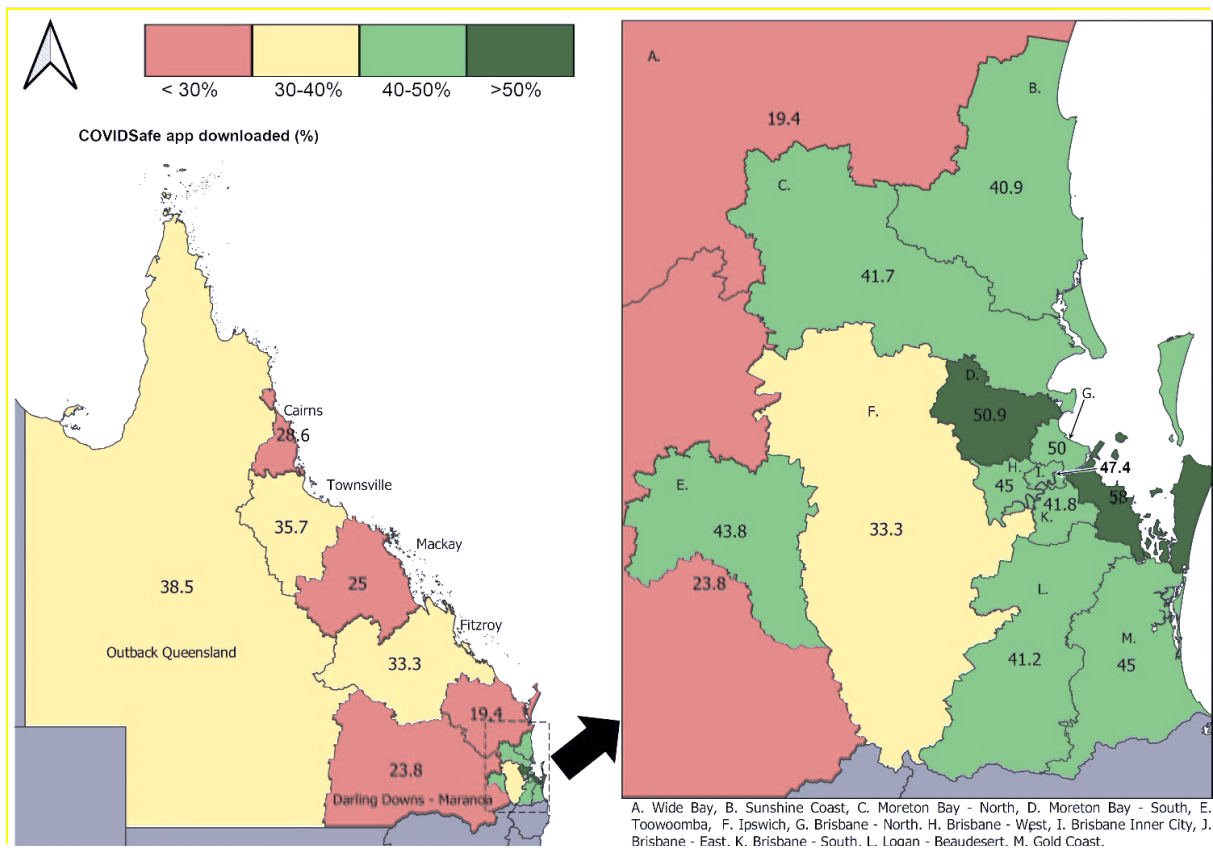 < 30%
30-40%
40-50%
>50%
COVIDSafe app downloaded (%)
Cairns
28.6
Townsville
35.7
Mackay
25
38.5
Outback Queensland
Fitzroy
33.3
19.4
23.8
Darling Downs - Maranoa
A.
19.4
B.
40.9
C.
41.7
D.
50.9
G.
50
F.
33.3
H.
45
I.
47.4
58
41.8
K.
E.
43.8
23.8
L.
41.2
M.
45
A. Wide Bay, B. Sunshine Coast, C. Moreton Bay - North, D. Moreton Bay - South, E.
Toowoomba, F. Ipswich, G. Brisbane - North. H. Brisbane - West, I. Brisbane Inner City, J.
Brisbane - East, K. Brisbane - South, L. Logan - Beaudesert, M. Gold Coast.